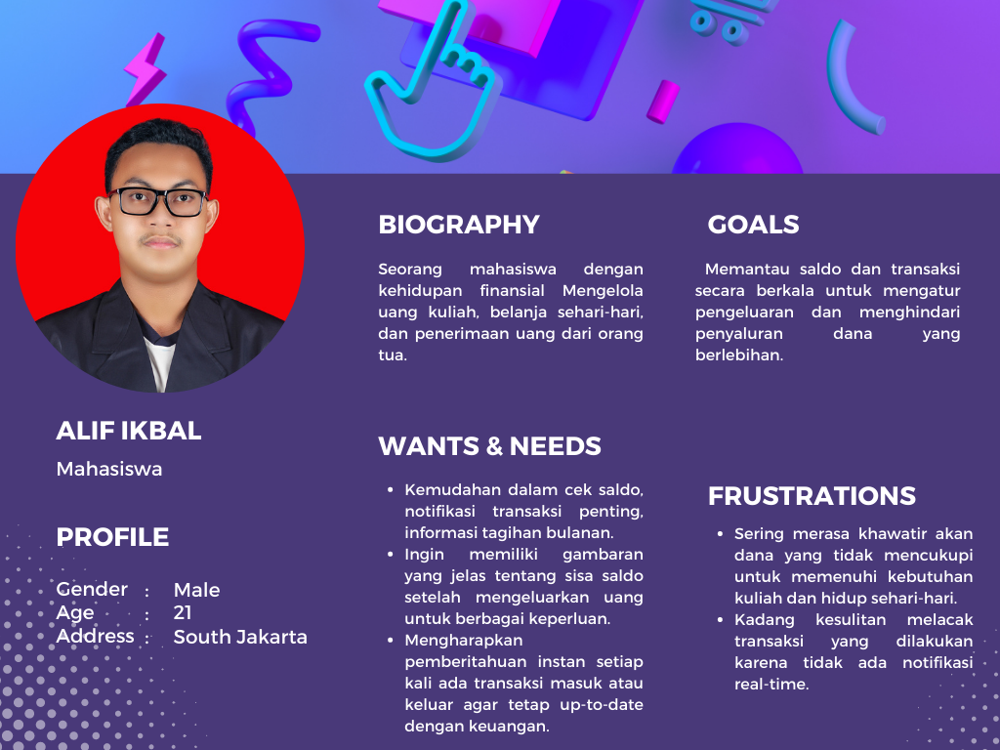 ALIF IKBAL
Mahasiswa
PROFILE
Gender : Male
Age : 21
Address : South Jakarta
BIOGRAPHY
Seorang mahasiswa dengan
kehidupan finansial Mengelola
uang kuliah, belanja sehari-hari,
dan penerimaan uang dari orang
tua.
WANTS & NEEDS
• Kemudahan dalam cek saldo,
notifikasi transaksi penting,
informasi tagihan bulanan.
• Ingin memiliki gambaran
yang jelas tentang sisa saldo
setelah mengeluarkan uang
untuk berbagai keperluan.
• Mengharapkan
pemberitahuan instan setiap
kali ada transaksi masuk atau
keluar agar tetap up-to-date
dengan keuangan.
GOALS
Memantau saldo dan transaksi
secara berkala untuk mengatur
pengeluaran dan menghindari
penyaluran dana yang
berlebihan.
FRUSTRATIONS
• Sering merasa khawatir akan
dana yang tidak mencukupi
untuk memenuhi kebutuhan
kuliah dan hidup sehari-hari.
• Kadang kesulitan melacak
transaksi yang dilakukan
karena tidak ada notifikasi
real-time.